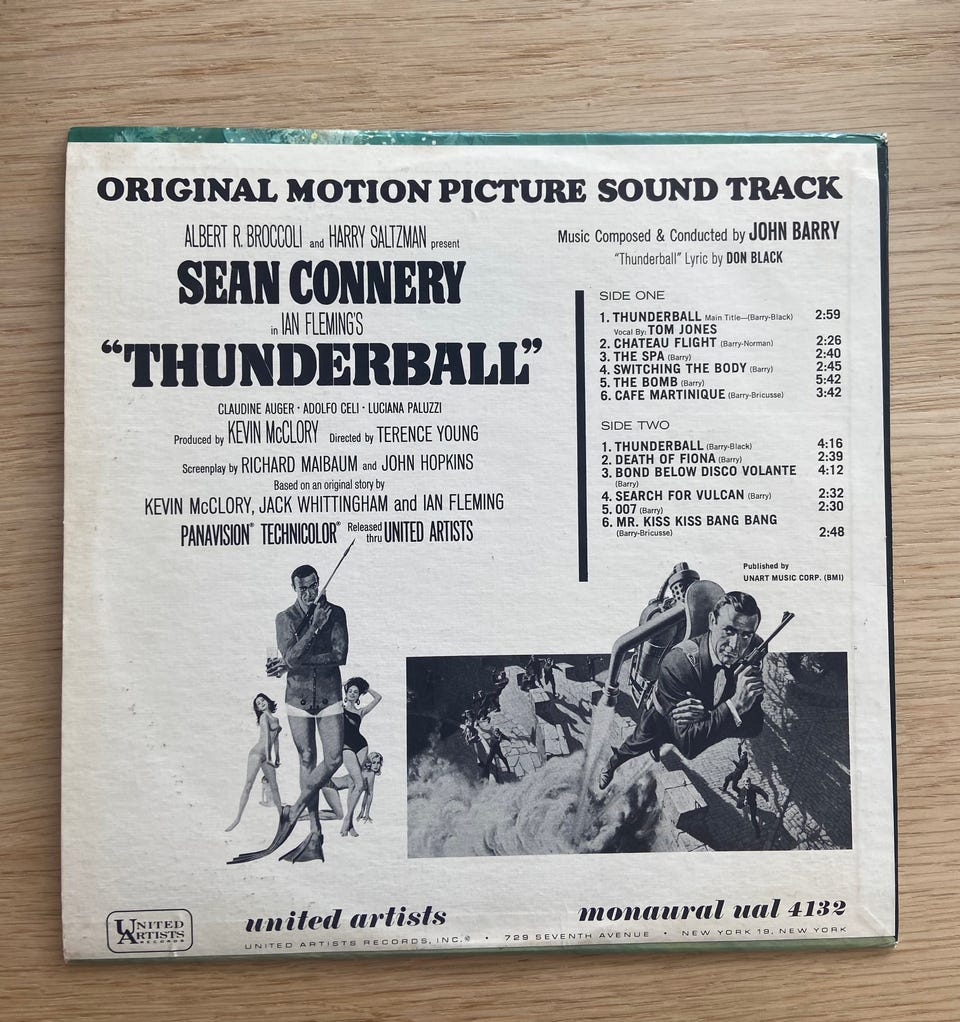 ORIGINAL MOTION PICTURE SOUND TRACK
ALBERT R. BROCCOLI and HARRY SALTZMAN present
SEAN CONNERY
in IAN FLEMING'S
“THUNDERBALL”
CLAUDINE AUGER · ADOLFO CELI · LUCIANA PALUZZI
Produced by KEVIN McCLORY Directed by TERENCE YOUNG
Screenplay by RICHARD MAIBAUM and JOHN HOPKINS
Based on an original story by
KEVIN McCLORY, JACK WHITTINGHAM and IAN FLEMING
PANAVISION® TECHNICOLOR® Released thru UNITED ARTISTS
Music Composed & Conducted by JOHN BARRY
“Thunderball” Lyric by DON BLACK
SIDE ONE
1. THUNDERBALL Main Title—(Barry-Black) 2:59
Vocal By: TOM JONES
2. CHATEAU FLIGHT (Barry-Norman) 2:26
3. THE SPA (Barry) 2:40
4. SWITCHING THE BODY (Barry) 2:45
5. THE BOMB (Barry) 5:42
6. CAFE MARTINIQUE (Barry-Bricusse) 3:42
SIDE TWO
1. THUNDERBALL (Barry-Black) 4:16
2. DEATH OF FIONA (Barry) 2:39
3. BOND BELOW DISCO VOLANTE 4:12
(Barry)
4. SEARCH FOR VULCAN (Barry) 2:32
5. 007 (Barry) 2:30
6. MR. KISS KISS BANG BANG
(Barry-Bricusse) 2:48
Published by
UNART MUSIC CORP. (BMI)
UNITED ARTISTS RECORDS
united artists
monaural ual 4132
UNITED ARTISTS RECORDS, INC.® • 729 SEVENTH AVENUE • NEW YORK 19, NEW YORK